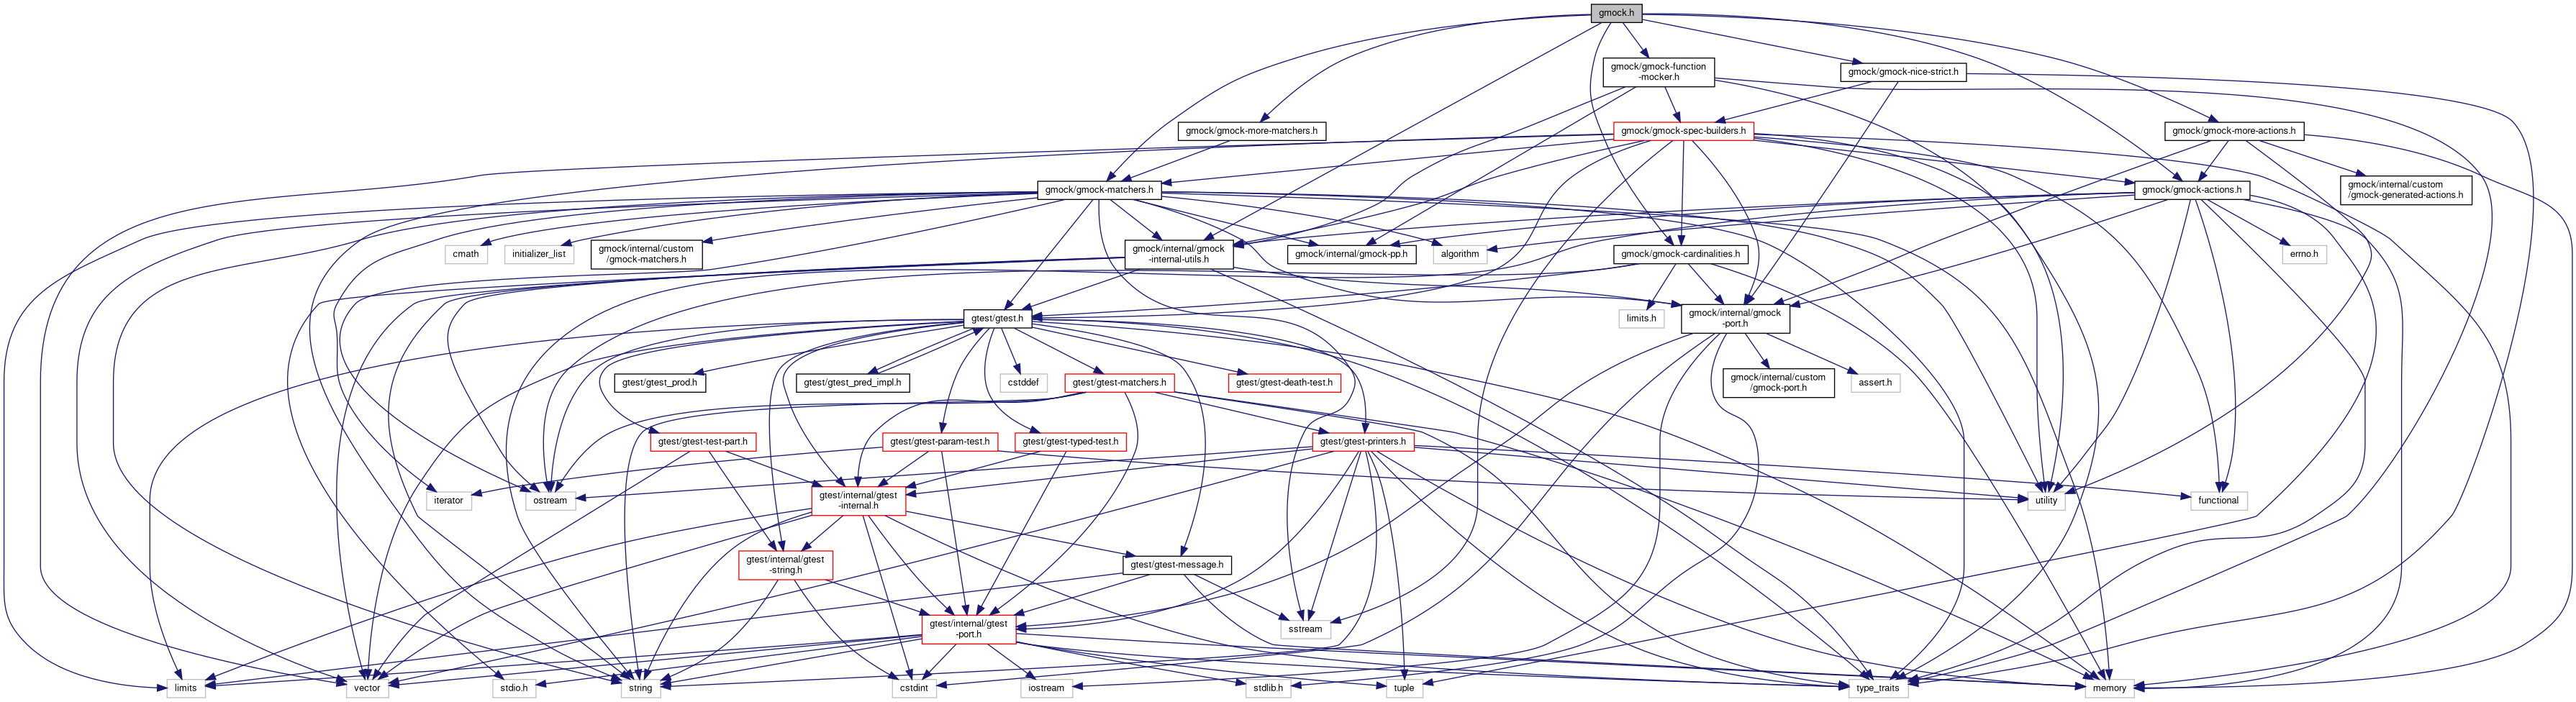 gmock.h
gmock/gmock-function
-mocker.h
gmock/gmock-nice-strict.h
gmock/gmock-more-matchers.h
gmock/gmock-spec-builders.h
gmock/gmock-more-actions.h
gmock/gmock-matchers.h
gmock/internal/custom
/gmock-generated-actions.h
gmock/gmock-actions.h
cmath
initializer_list
gmock/internal/custom
/gmock-matchers.h
gmock/internal/gmock
-internal-utils.h
gmock/internal/gmock-pp.h
algorithm
gmock/gmock-cardinalities.h
errno.h
gtest/gtest.h
limits.h
gmock/internal/gmock
-port.h
gtest/gtest_prod.h
gtest/gtest_pred_impl.h
cstddef
gtest/gtest-matchers.h
gtest/gtest-death-test.h
gmock/internal/custom
/gmock-port.h
assert.h
gtest/gtest-test-part.h
gtest/gtest-param-test.h
gtest/gtest-typed-test.h
gtest/gtest-printers.h
iterator
ostream
gtest/internal/gtest
-internal.h
utility
functional
gtest/internal/gtest
-string.h
gtest/gtest-message.h
gtest/internal/gtest
-port.h
sstream
limits
vector
stdio.h
string
cstdint
iostream
stdlib.h
tuple
type_traits
memory